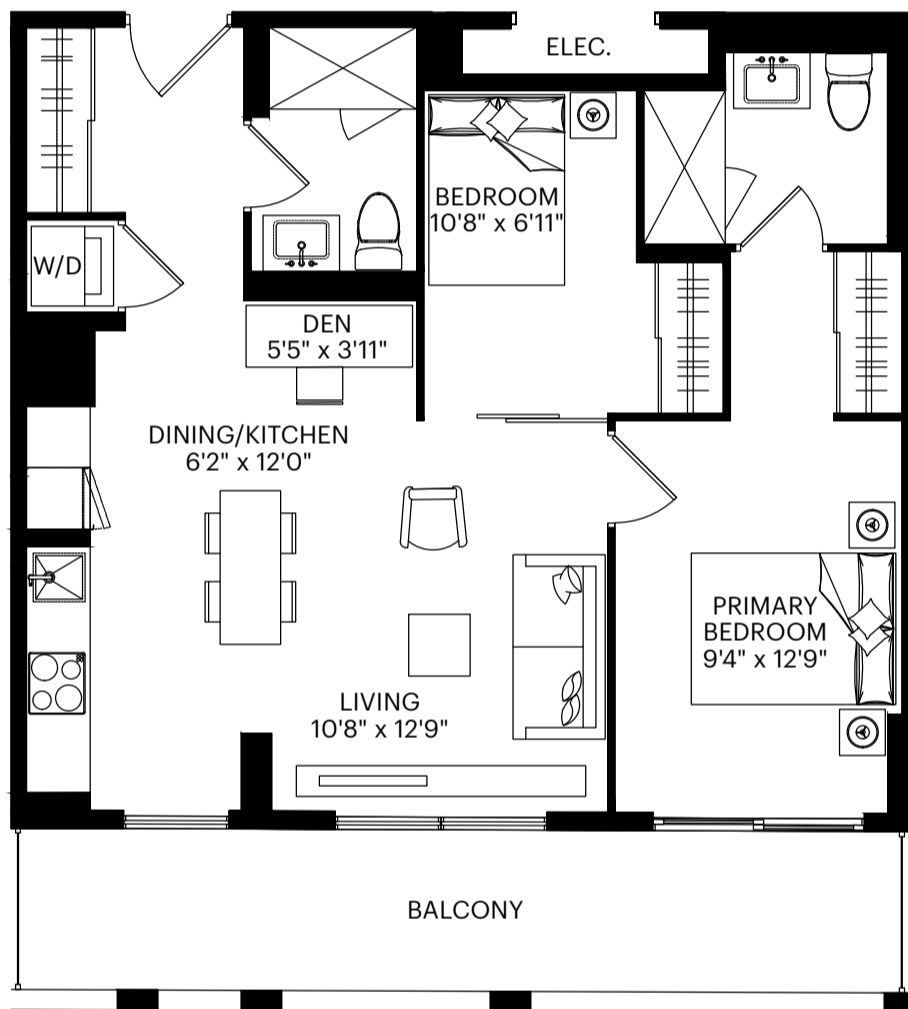 ELEC.
BEDROOM
10'8" x 6'11"
W/D
DEN
5'5" x 3'11"
DINING/KITCHEN
6'2" x 12'0"
PRIMARY
BEDROOM
9'4" x 12'9"
LIVING
10'8" x 12'9"
BALCONY